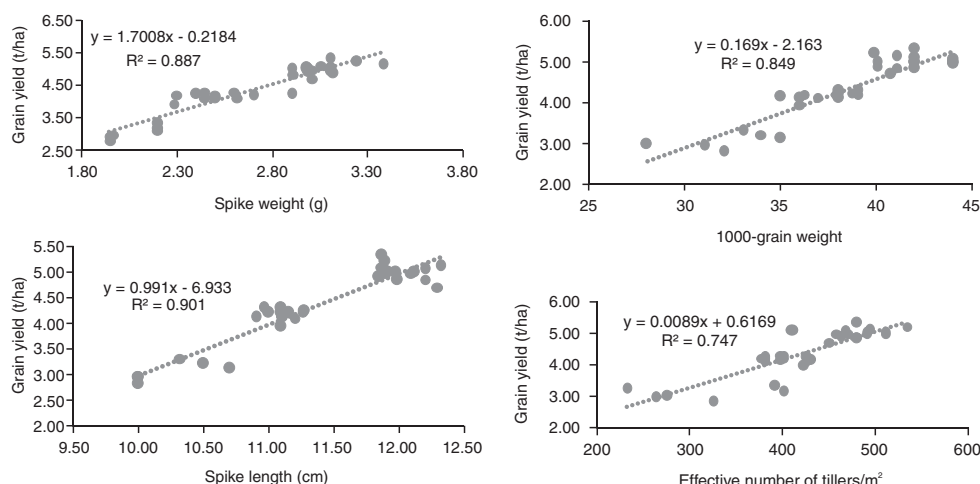 6.50
5.50
4.50
3.50
2.50
Grain yield (t/ha)
y = 1.7008x - 0.2184
R² = 0.887
1.80 2.30 2.80 3.30 3.80
Spike weight (g)
6.00
5.00
4.00
3.00
2.00
Grain yield (t/ha)
y = 0.169x - 2.163
R² = 0.849
25 30 35 40 45
1000-grain weight
5.50
5.00
4.50
4.00
3.50
3.00
2.50
2.00
Grain yield (t/ha)
y = 0.991x - 6.933
R² = 0.901
9.50 10.00 10.50 11.00 11.50 12.00 12.50
Spike length (cm)
6.00
5.00
4.00
3.00
2.00
Grain yield (t/ha)
y = 0.0089x + 0.6169
R² = 0.747
200 300 400 500 600
Effective number of tillers/m²